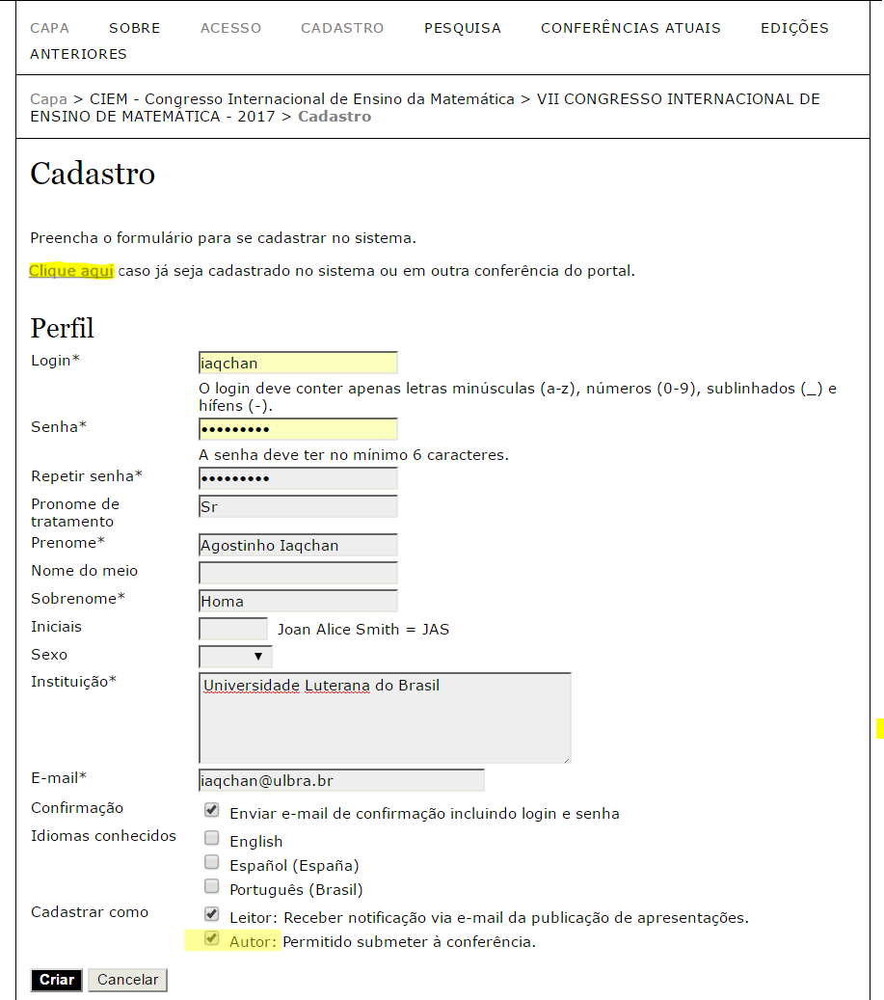 CAPA SOBRE ACESSO CADASTRO PESQUISA CONFERÊNCIAS ATUAIS EDIÇÕES
ANTERIORES
Capa > CIEM - Congresso Internacional de Ensino da Matemática > VII CONGRESSO INTERNACIONAL DE
ENSINO DE MATEMÁTICA - 2017 > Cadastro
Cadastro
Preencha o formulário para se cadastrar no sistema.
Clique aqui caso já seja cadastrado no sistema ou em outra conferência do portal.
Perfil
Login* iaqchan
O login deve conter apenas letras minúsculas (a-z), números (0-9), sublinhados (_) e
hífens (-).
Senha* •••••••••
A senha deve ter no mínimo 6 caracteres.
Repetir senha* •••••••••
Pronome de
tratamento Sr
Prenome* Agostinho Iaqchan
Nome do meio
Sobrenome* Homa
Iniciais Joan Alice Smith = JAS
Sexo
Instituição* Universidade Luterana do Brasil
E-mail* iaqchan@ulbra.br
Confirmação Enviar e-mail de confirmação incluindo login e senha
Idiomas conhecidos English
Español (España)
Português (Brasil)
Cadastrar como Leitor: Receber notificação via e-mail da publicação de apresentações.
Autor: Permitido submeter à conferência.
Criar Cancelar